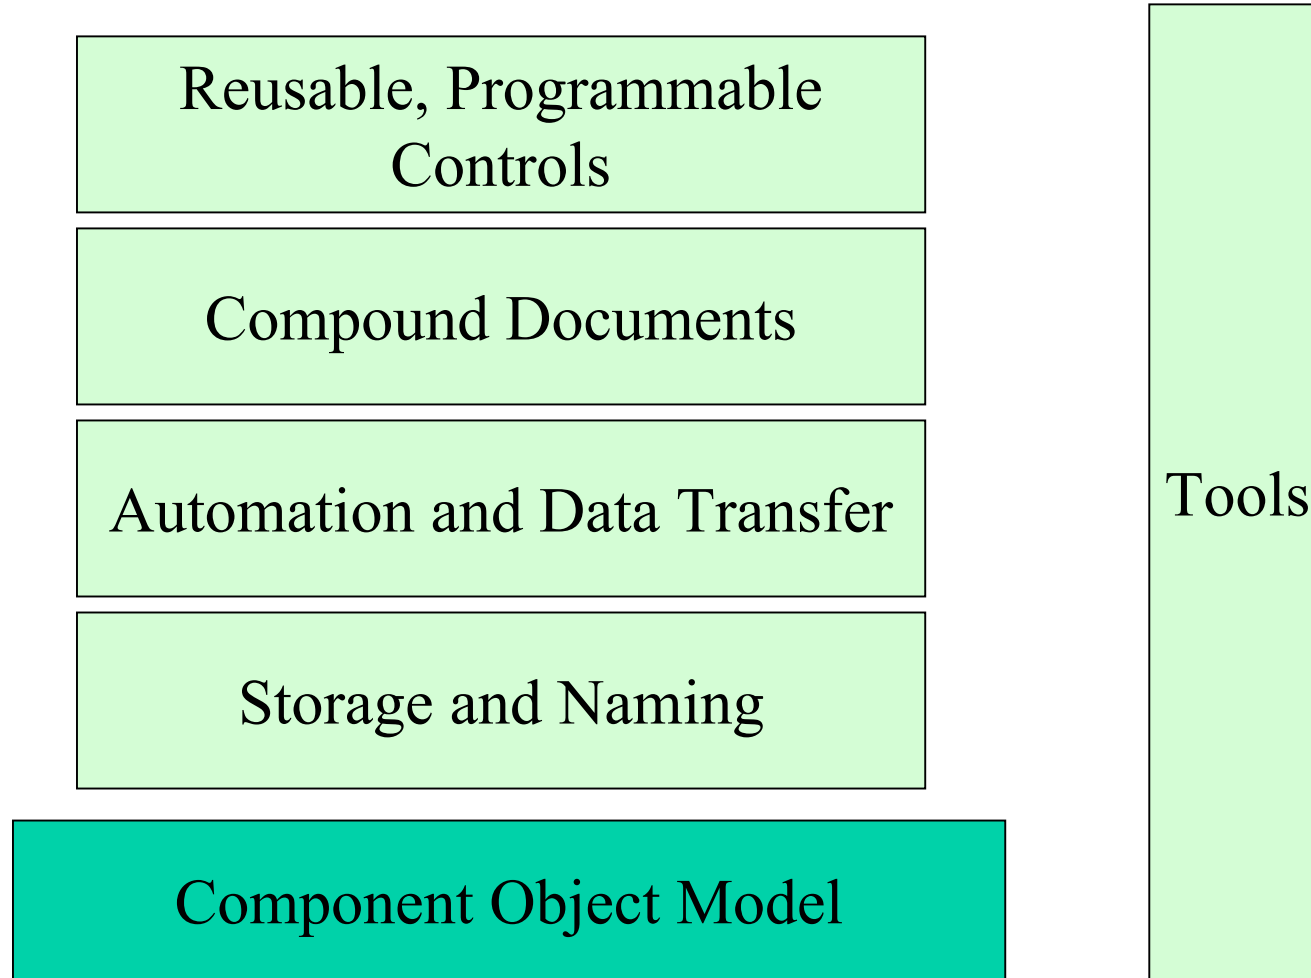 Reusable, Programmable
Controls
Compound Documents
Automation and Data Transfer
Storage and Naming
Component Object Model
Tools